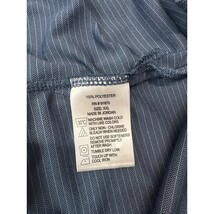 100% POLYESTER
SIZE: XXL
MADE IN JORDAN
MACHINE WASH COLD
WITH LIKE COLORS
ONLY NON - CHLORINE
BLEACH WHEN NEEDED
DO NOT USE SOFTENERS
REMOVE PROMPTLY
AFTER WASH
TUMBLE DRY LOW
TOUCH UP WITH
COOL IRON